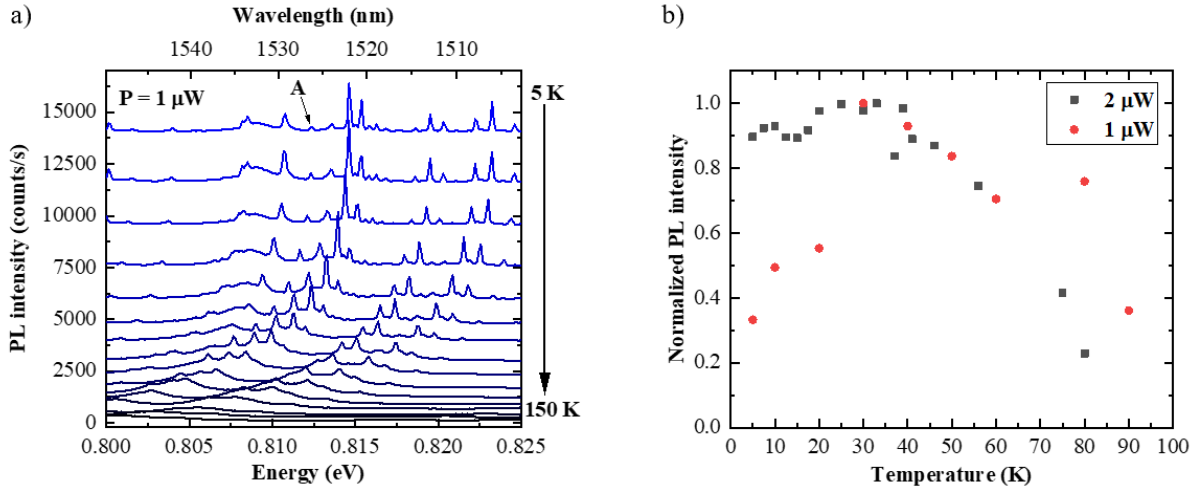 a)
Wavelength (nm)
1540 1530 1520 1510
PL intensity (counts/s)
15000
12500
10000
7500
5000
2500
0
P = 1 μW
A
5 K
150 K
0.800 0.805 0.810 0.815 0.820 0.825
Energy (eV)
b)
Normalized PL intensity
1.0
0.8
0.6
0.4
0.2
0.0
2 μW
1 μW
0 10 20 30 40 50 60 70 80 90 100
Temperature (K)